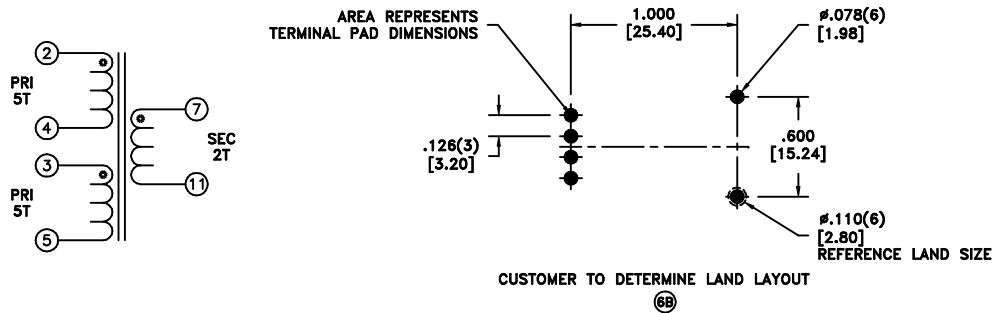 2
PRI
5T
4
3
PRI
5T
5
7
SEC
2T
11
AREA REPRESENTS
TERMINAL PAD DIMENSIONS
1.000
[25.40]
ø.078(6)
[1.98]
.126(3)
[3.20]
.600
[15.24]
ø.110(6)
[2.80]
REFERENCE LAND SIZE
CUSTOMER TO DETERMINE LAND LAYOUT
6B